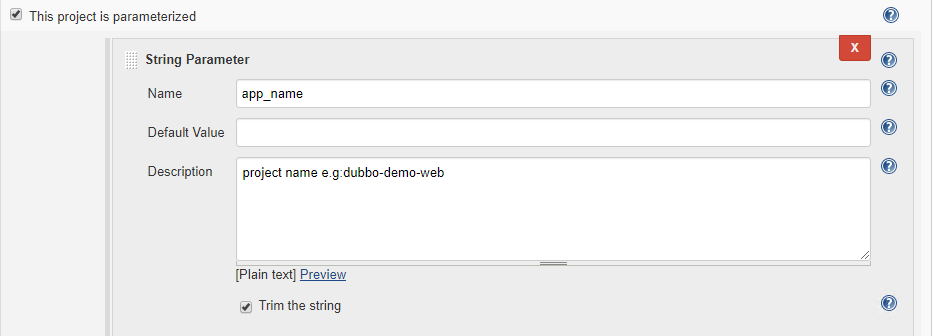 This project is parameterized
X
String Parameter
Name
app_name
Default Value
Description
project name e.g:dubbo-demo-web
[Plain text] Preview
Trim the string